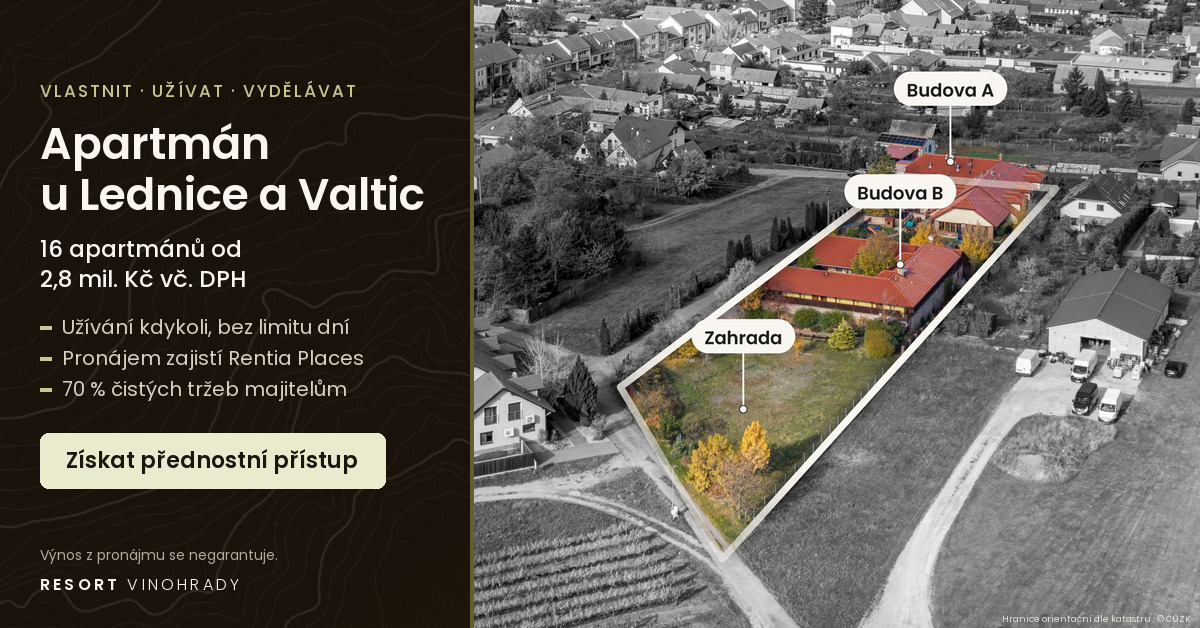 VLASTNIT · UŽÍVAT · VYDĚLÁVAT
Apartmán
u Lednice a Valtic
16 apartmánů od
2,8 mil. Kč vč. DPH
Užívání kdykoli, bez limitu dní
Pronájem zajistí Rentia Places
70 % čistých tržeb majitelům
Získat přednostní přístup
Výnos z pronájmu se negarantuje.
RESORT VINOHRADY
Budova A
Budova B
Zahrada
Hranice orientační dle katastru · © ČÚZK